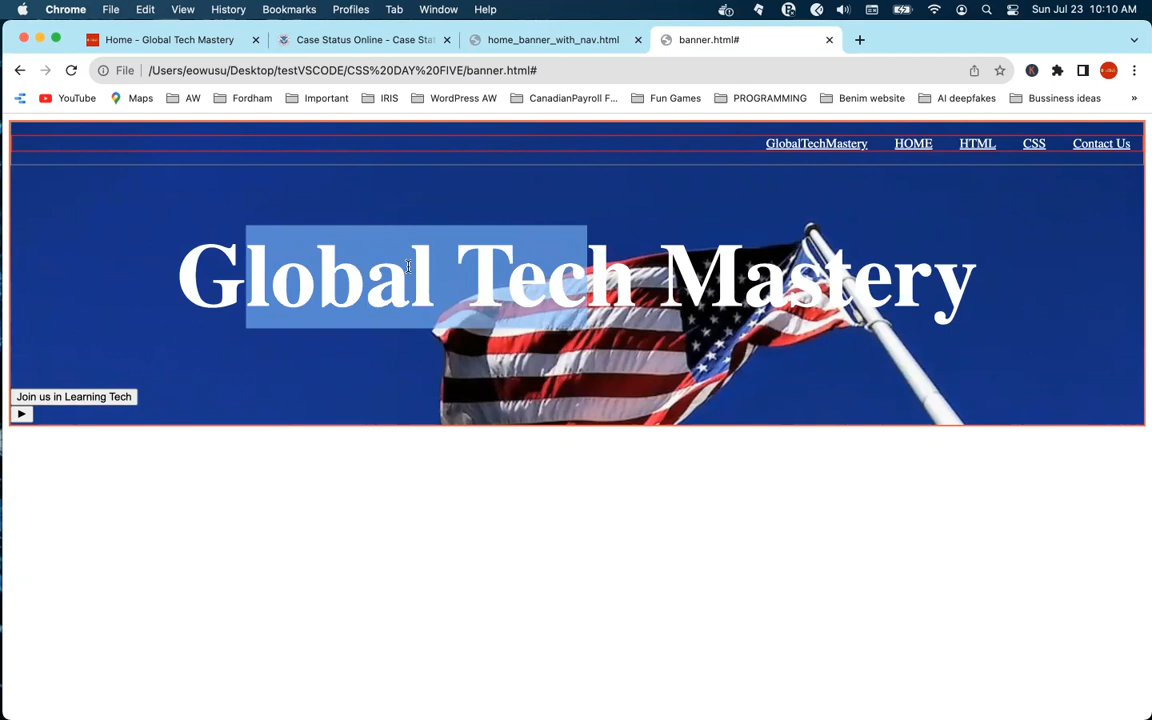 Chrome File Edit View History Bookmarks Profiles Tab Window Help Sun Jul 23 10:10 AM
Home - Global Tech Mastery Case Status Online - Case Sta home_banner_with_nav.html banner.html#
File /Users/eowusu/Desktop/testVSCODE/CSS%20DAY%20FIVE/banner.html#
YouTube Maps AW Fordham Important IRIS WordPress AW CanadianPayroll F... Fun Games PROGRAMMING Benim website AI deepfakes Bussiness ideas »
GlobalTechMastery HOME HTML CSS Contact Us
Global Tech Mastery
Join us in Learning Tech